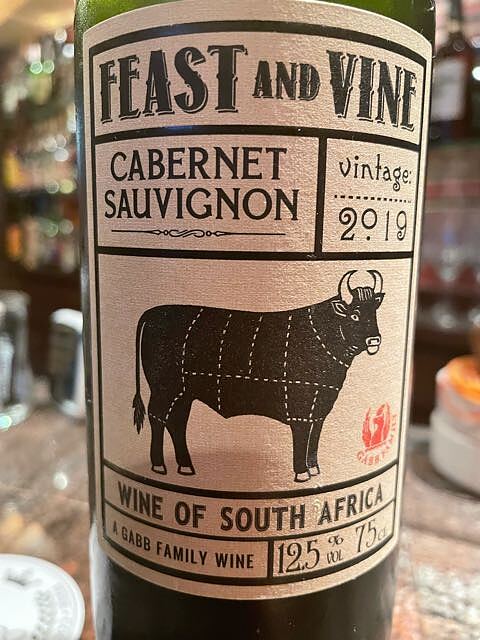 FEAST AND VINE
CABERNET
SAUVIGNON
vintage:
2019
WINE OF SOUTH AFRICA
A GABB FAMILY WINE
12.5 % VOL 75cl